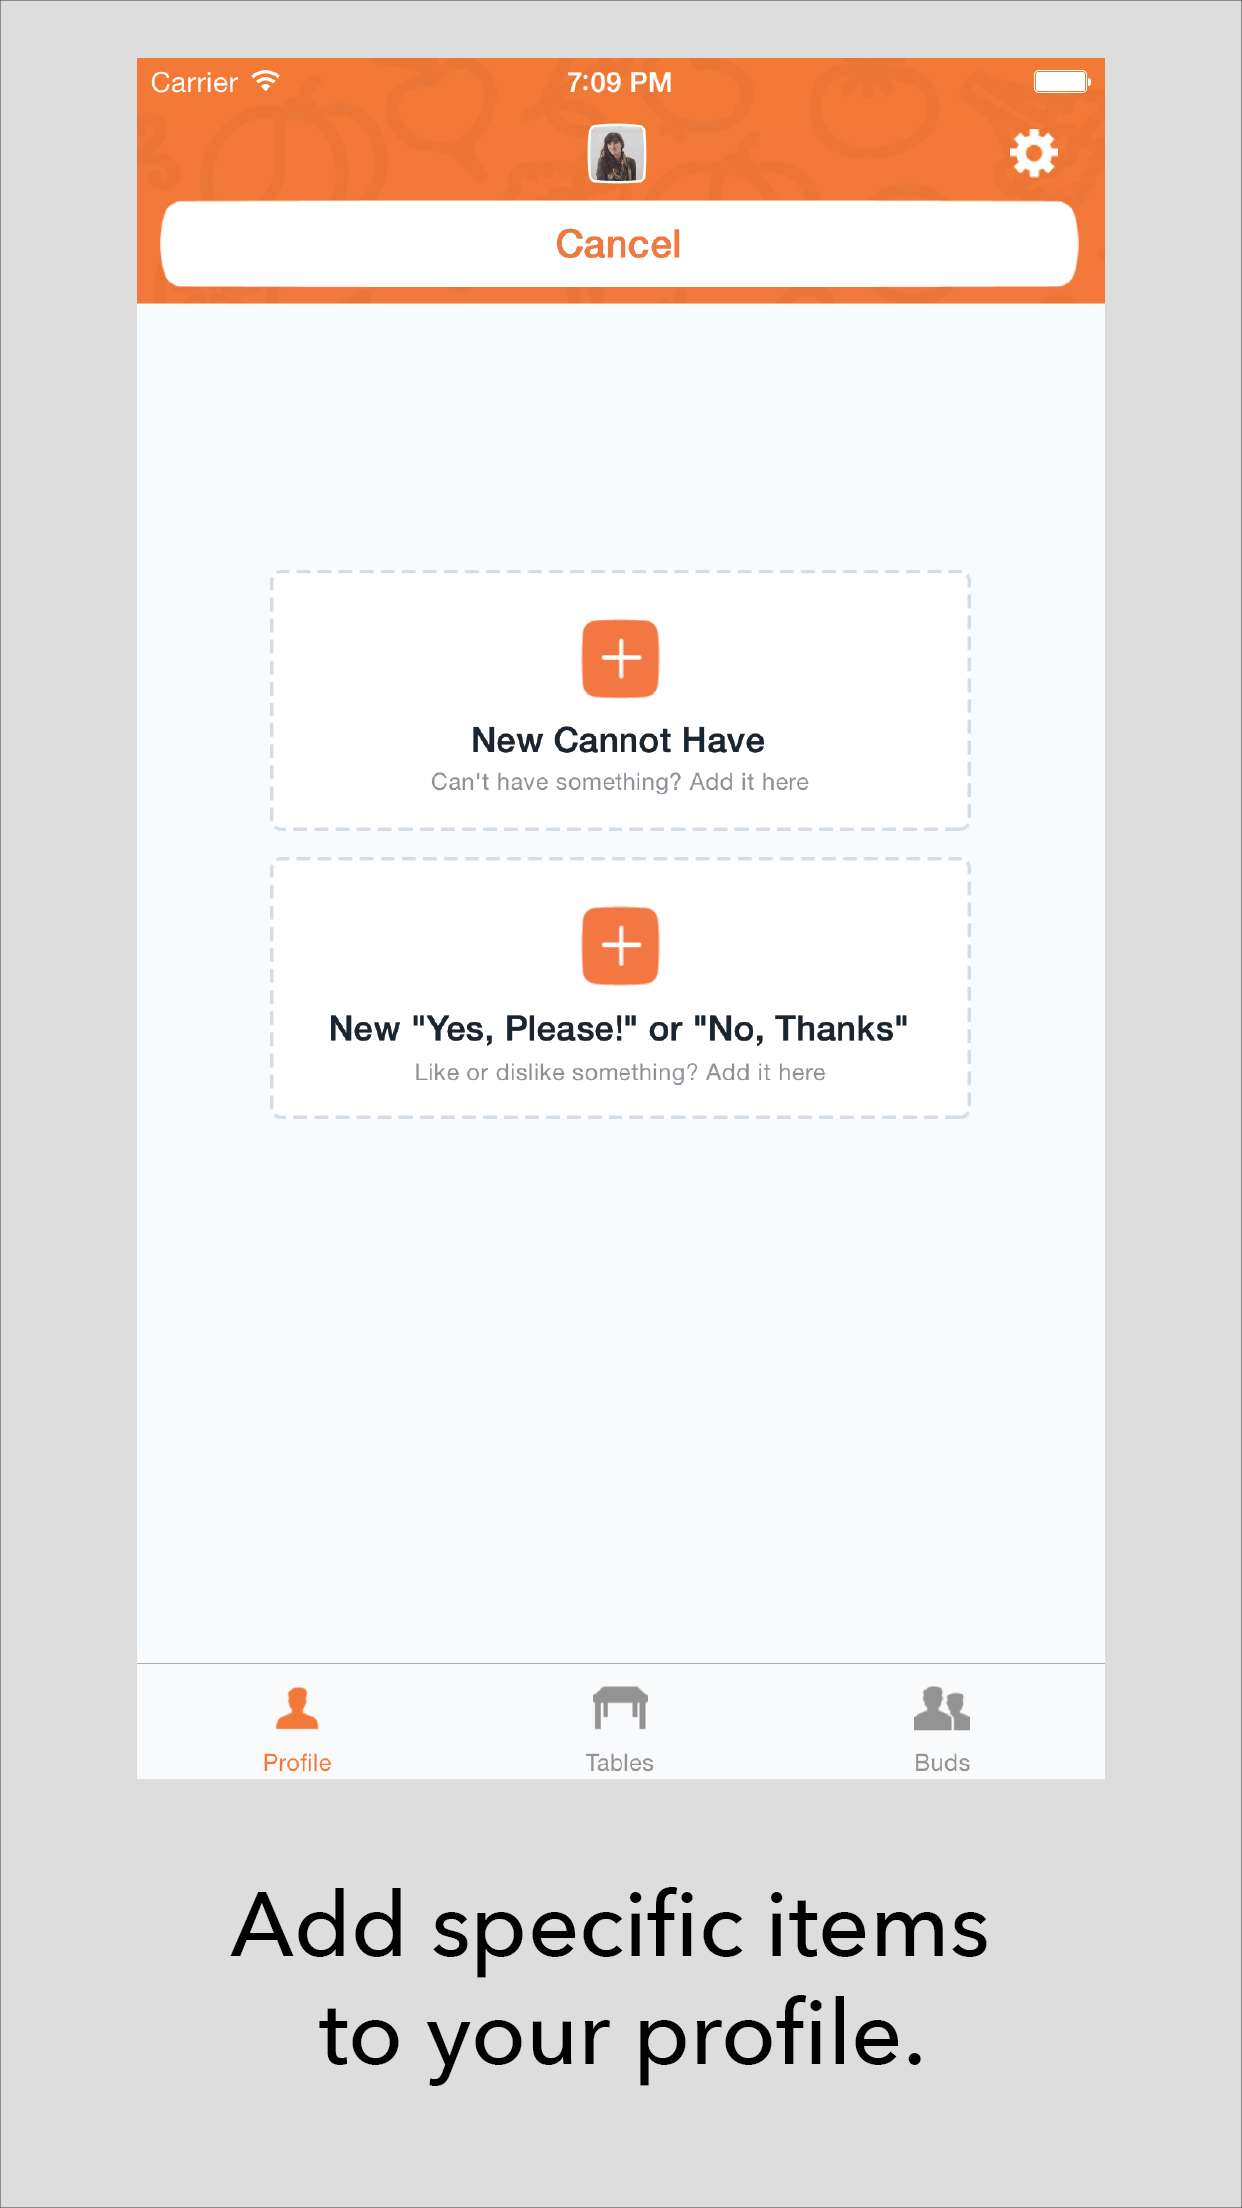 Carrier
7:09 PM
Cancel
New Cannot Have
Can't have something? Add it here
New "Yes, Please!" or "No, Thanks"
Like or dislike something? Add it here
Profile
Tables
Buds
Add specific items
to your profile.